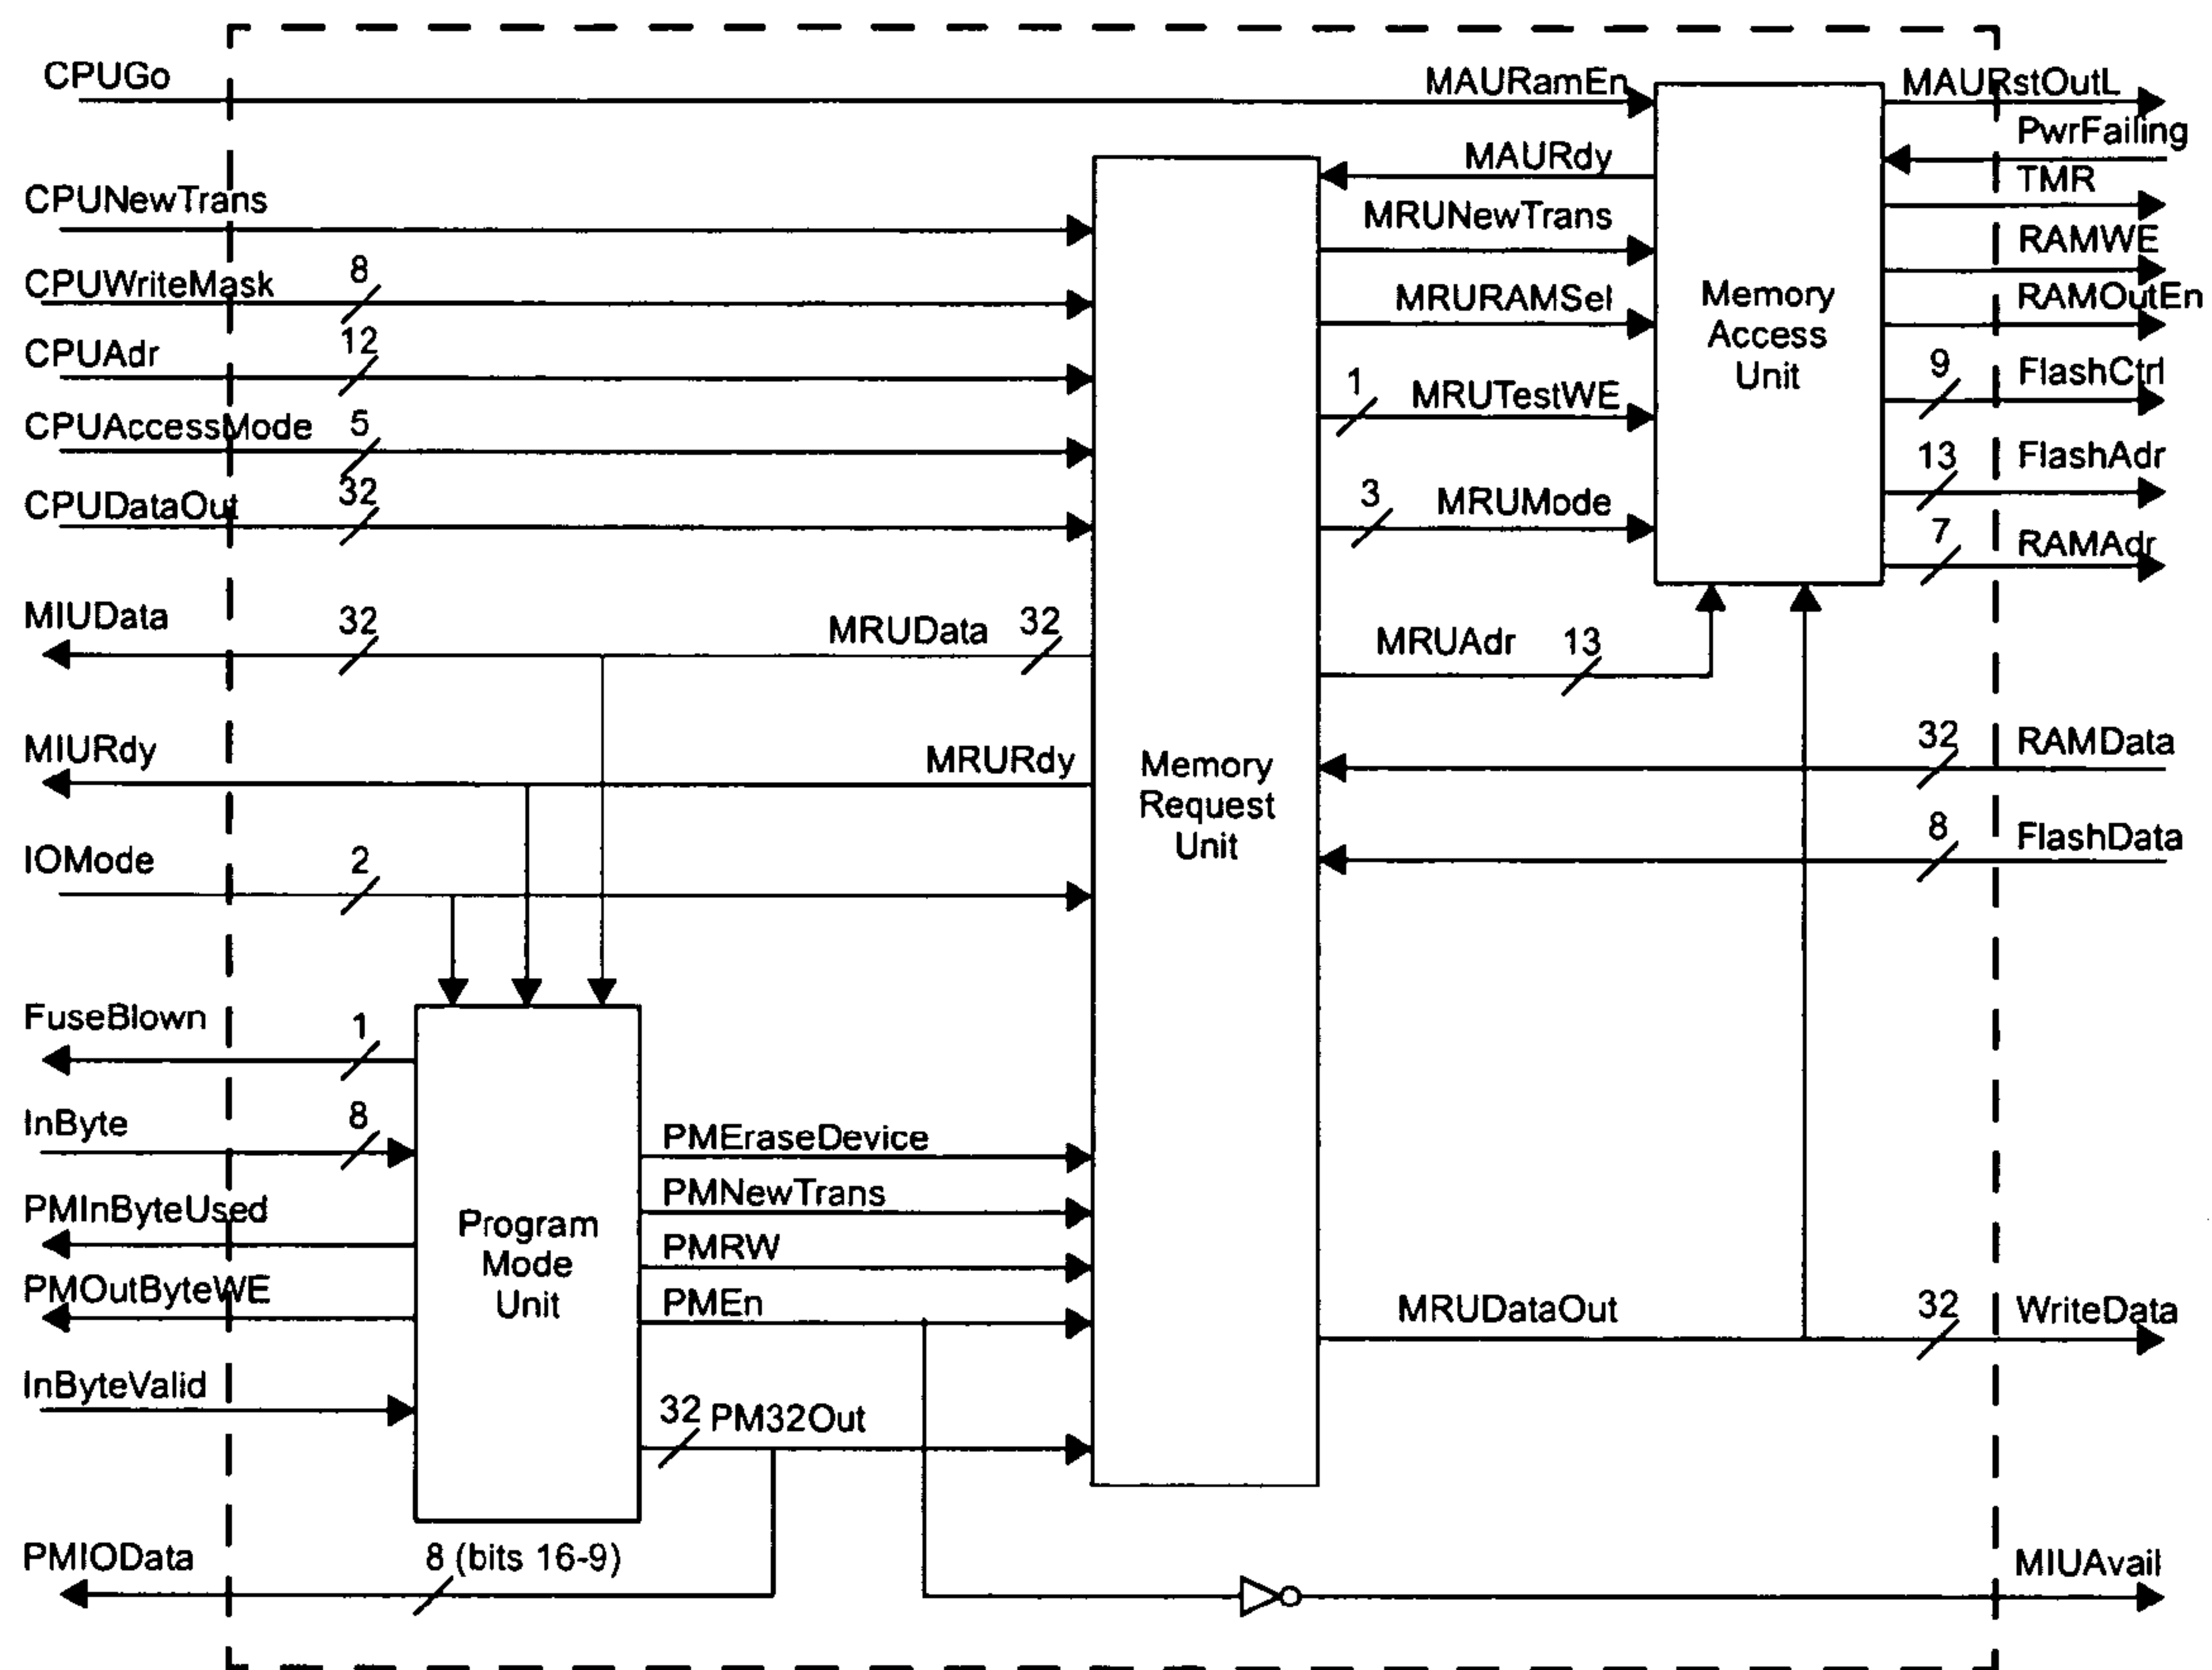 CPUGo
MAURamEn
MAURstOutL
PwrFailing
MAURdy
TMR
CPUNewTrans
MRUNewTrans
RAMWE
CPUWriteMask
8
MRURAMSel
RAMOutEn
Memory
Access
Unit
CPUAdr
12
1
MRUTestWE
9
FlashCtrl
CPUAccessMode
5
13
FlashAdr
CPUDataOut
32
3
MRUMode
7
RAMAdr
MIUData
32
MRUData
32
MRUAdr
13
MIURdy
MRURdy
32
RAMData
Memory
Request
Unit
IOMode
2
8
FlashData
FuseBlown
1
InByte
8
PMEraseDevice
PMInByteUsed
PMNewTrans
Program
Mode
Unit
PMRW
PMOutByteWE
PMEn
MRUDataOut
32
WriteData
InByteValid
32
PM32Out
PMIOData
8 (bits 16-9)
MIUAvail